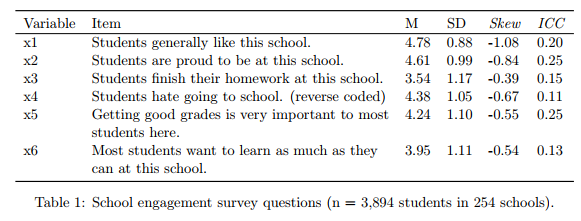 Variable Item M SD Skew ICC
x1 Students generally like this school. 4.78 0.88 -1.08 0.20
x2 Students are proud to be at this school. 4.61 0.99 -0.84 0.25
x3 Students finish their homework at this school. 3.54 1.17 -0.39 0.15
x4 Students hate going to school. (reverse coded) 4.38 1.05 -0.67 0.11
x5 Getting good grades is very important to most 4.24 1.10 -0.55 0.25
students here.
x6 Most students want to learn as much as they 3.95 1.11 -0.54 0.13
can at this school.
Table 1: School engagement survey questions (n = 3,894 students in 254 schools).